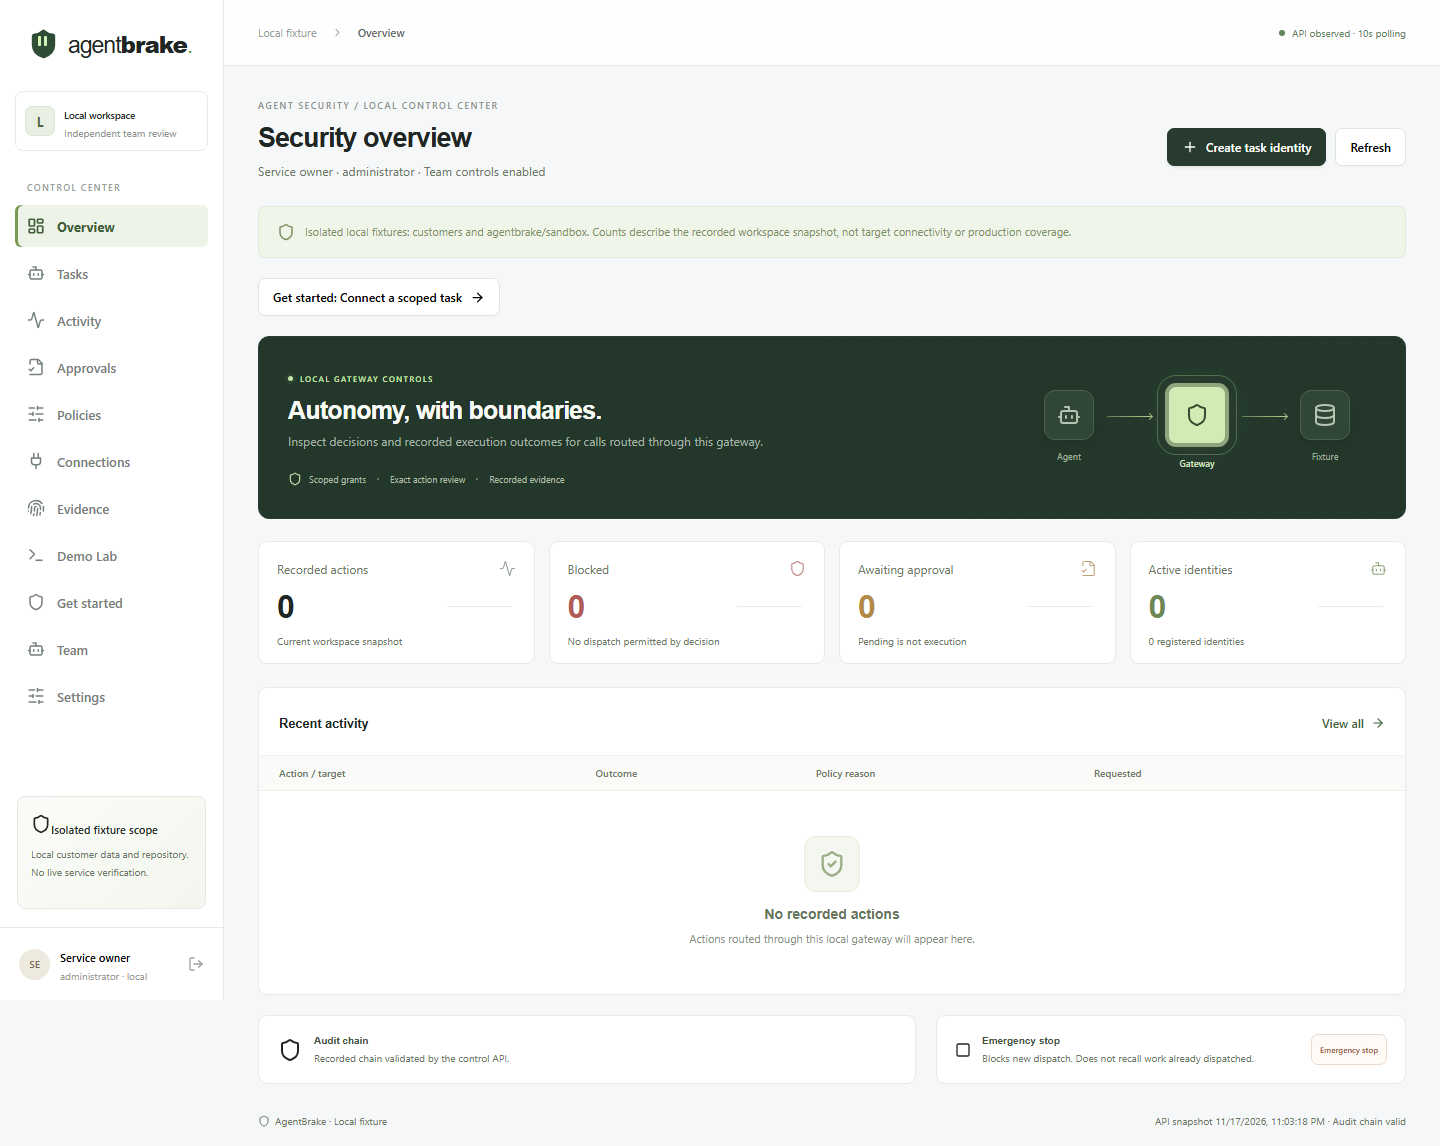 agentbrake.
L
Local workspace
Independent team review
CONTROL CENTER
Overview
Tasks
Activity
Approvals
Policies
Connections
Evidence
Demo Lab
Get started
Team
Settings
Isolated fixture scope
Local customer data and repository.
No live service verification.
SE
Service owner
administrator · local
Local fixture
Overview
API observed · 10s polling
AGENT SECURITY / LOCAL CONTROL CENTER
Security overview
Service owner · administrator · Team controls enabled
Create task identity
Refresh
Isolated local fixtures: customers and agentbrake/sandbox. Counts describe the recorded workspace snapshot, not target connectivity or production coverage.
Get started: Connect a scoped task
LOCAL GATEWAY CONTROLS
Autonomy, with boundaries.
Inspect decisions and recorded execution outcomes for calls routed through this gateway.
Scoped grants · Exact action review · Recorded evidence
Agent
Gateway
Fixture
Recorded actions
0
Current workspace snapshot
Blocked
0
No dispatch permitted by decision
Awaiting approval
0
Pending is not execution
Active identities
0
0 registered identities
Recent activity
View all
Action / target
Outcome
Policy reason
Requested
No recorded actions
Actions routed through this local gateway will appear here.
Audit chain
Recorded chain validated by the control API.
Emergency stop
Blocks new dispatch. Does not recall work already dispatched.
Emergency stop
AgentBrake · Local fixture
API snapshot 11/17/2026, 11:03:18 PM · Audit chain valid